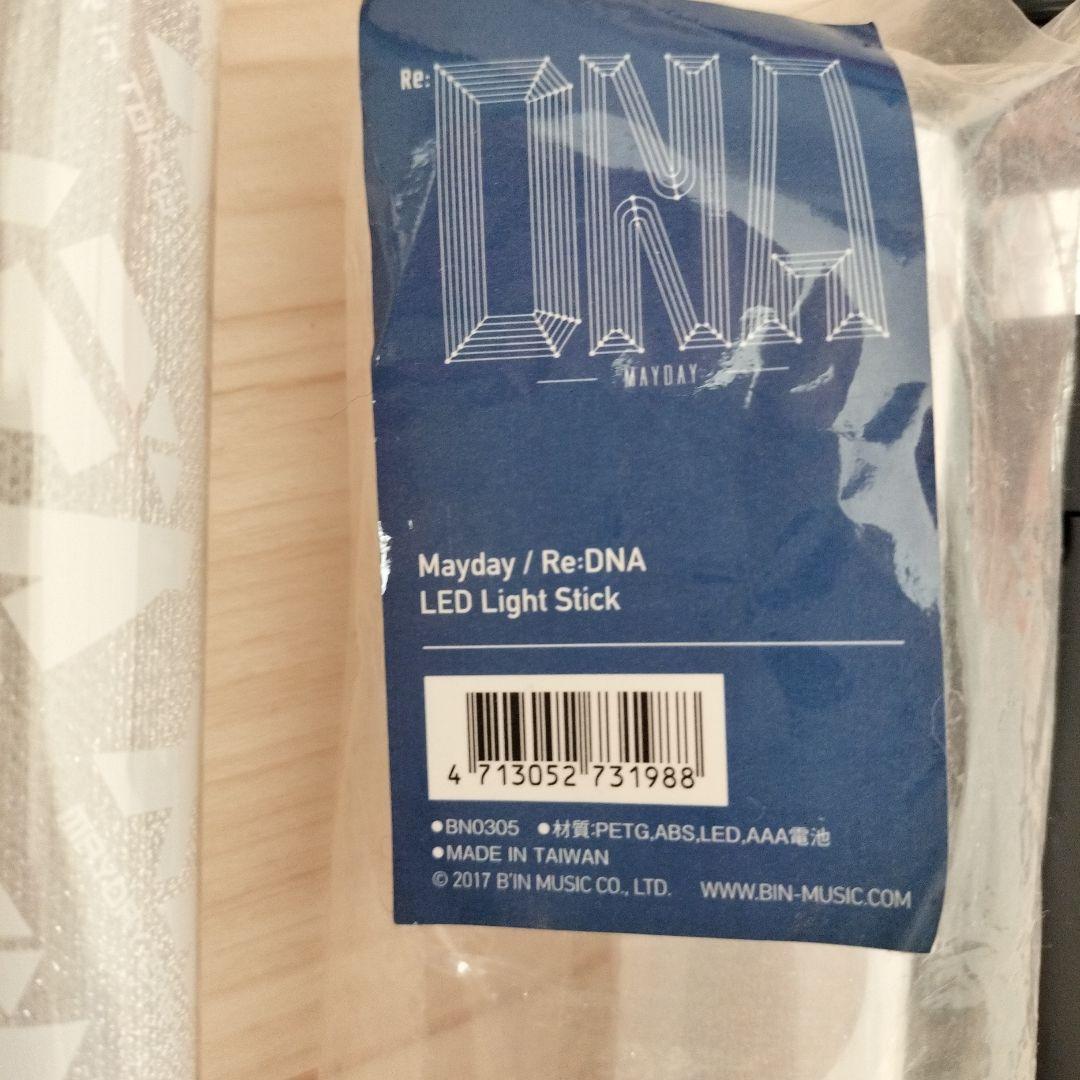 Re:
DNA
MAYDAY
Mayday / Re:DNA
LED Light Stick
4 713052 731988
●BN0305 ●材質:PETG,ABS,LED,AAA電池
●MADE IN TAIWAN
© 2017 B'IN MUSIC CO., LTD. WWW.BIN-MUSIC.COM